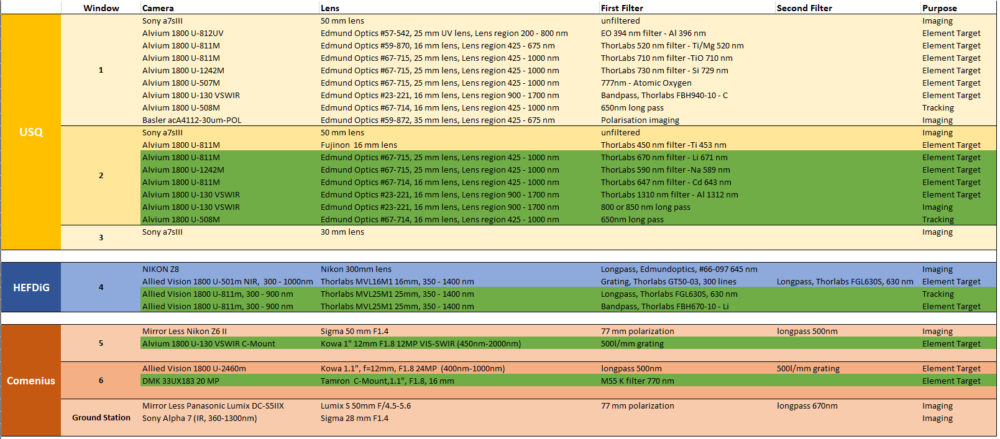 Window Camera Lens First Filter Second Filter Purpose
USQ
1
Sony a7sIII 50 mm lens unfiltered Imaging
Alvium 1800 U-812UV Edmund Optics #57-542, 25 mm UV lens, Lens region 200 - 800 nm EO 394 nm filter - Al 396 nm Element Target
Alvium 1800 U-811M Edmund Optics #59-870, 16 mm lens, Lens region 425 - 675 nm ThorLabs 520 nm filter - Ti/Mg 520 nm Element Target
Alvium 1800 U-811M Edmund Optics #67-715, 25 mm lens, Lens region 425 - 1000 nm ThorLabs 710 nm filter -TiO 710 nm Element Target
Alvium 1800 U-1242M Edmund Optics #67-715, 25 mm lens, Lens region 425 - 1000 nm ThorLabs 730 nm filter - Si 729 nm Element Target
Alvium 1800 U-507M Edmund Optics #67-715, 25 mm lens, Lens region 425 - 1000 nm 777nm - Atomic Oxygen Element Target
Alvium 1800 U-130 VSWIR Edmund Optics #23-221, 16 mm lens, Lens region 900 - 1700 nm Bandpass, Thorlabs FBH940-10 - C Element Target
Alvium 1800 U-508M Edmund Optics #67-714, 16 mm lens, Lens region 425 - 1000 nm 650nm long pass Tracking
Basler acA4112-30um-POL Edmund Optics #59-872, 35 mm lens, Lens region 425 - 675 nm Polarisation imaging Imaging
2
Sony a7sIII 50 mm lens unfiltered Imaging
Alvium 1800 U-811M Fujinon 16 mm lens ThorLabs 450 nm filter -Ti 453 nm Element Target
Alvium 1800 U-811M Edmund Optics #67-715, 25 mm lens, Lens region 425 - 1000 nm ThorLabs 670 nm filter - Li 671 nm Element Target
Alvium 1800 U-1242M Edmund Optics #67-715, 25 mm lens, Lens region 425 - 1000 nm ThorLabs 590 nm filter -Na 589 nm Element Target
Alvium 1800 U-811M Edmund Optics #67-714, 16 mm lens, Lens region 425 - 1000 nm ThorLabs 647 nm filter - Cd 643 nm Element Target
Alvium 1800 U-130 VSWIR Edmund Optics #23-221, 16 mm lens, Lens region 900 - 1700 nm ThorLabs 1310 nm filter - Al 1312 nm Element Target
Alvium 1800 U-130 VSWIR Edmund Optics #23-221, 16 mm lens, Lens region 900 - 1700 nm 800 or 850 nm long pass Imaging
Alvium 1800 U-508M Edmund Optics #67-714, 16 mm lens, Lens region 425 - 1000 nm 650nm long pass Tracking
3
Sony a7sIII 30 mm lens Imaging
HEFDiG
4
NIKON Z8 Nikon 300mm lens Longpass, Edmundoptics, #66-097 645 nm Imaging
Allied Vision 1800 U-501m NIR, 300 - 1000nm Thorlabs MVL16M1 16mm, 350 - 1400 nm Grating, Thorlabs GT50-03, 300 lines Longpass, Thorlabs FGL630S, 630 nm Element Target
Allied Vision 1800 U-811m, 300 - 900 nm Thorlabs MVL25M1 25mm, 350 - 1400 nm Longpass, Thorlabs FGL630S, 630 nm Tracking
Allied Vision 1800 U-811m, 300 - 900 nm Thorlabs MVL25M1 25mm, 350 - 1400 nm Bandpass, Thorlabs FBH670-10 - Li Element Target
Comenius
5
Mirror Less Nikon Z6 II Sigma 50 mm F1.4 77 mm polarization longpass 500nm Imaging
Alvium 1800 U-130 VSWIR C-Mount Kowa 1" 12mm F1.8 12MP VIS-SWIR (450nm-2000nm) 500l/mm grating Element Target
6
Allied Vision 1800 U-2460m Kowa 1.1", f=12mm, F1.8 24MP (400nm-1000nm) longpass 500nm 500l/mm grating Element Target
DMK 33UX183 20 MP Tamron C-Mount,1.1", F1.8, 16 mm M55 K filter 770 nm Element Target
Ground Station
Mirror Less Panasonic Lumix DC-S5IIX Lumix S 50mm F/4.5-5.6 77 mm polarization longpass 670nm Imaging
Sony Alpha 7 (IR, 360-1300nm) Sigma 28 mm F1.4 Imaging